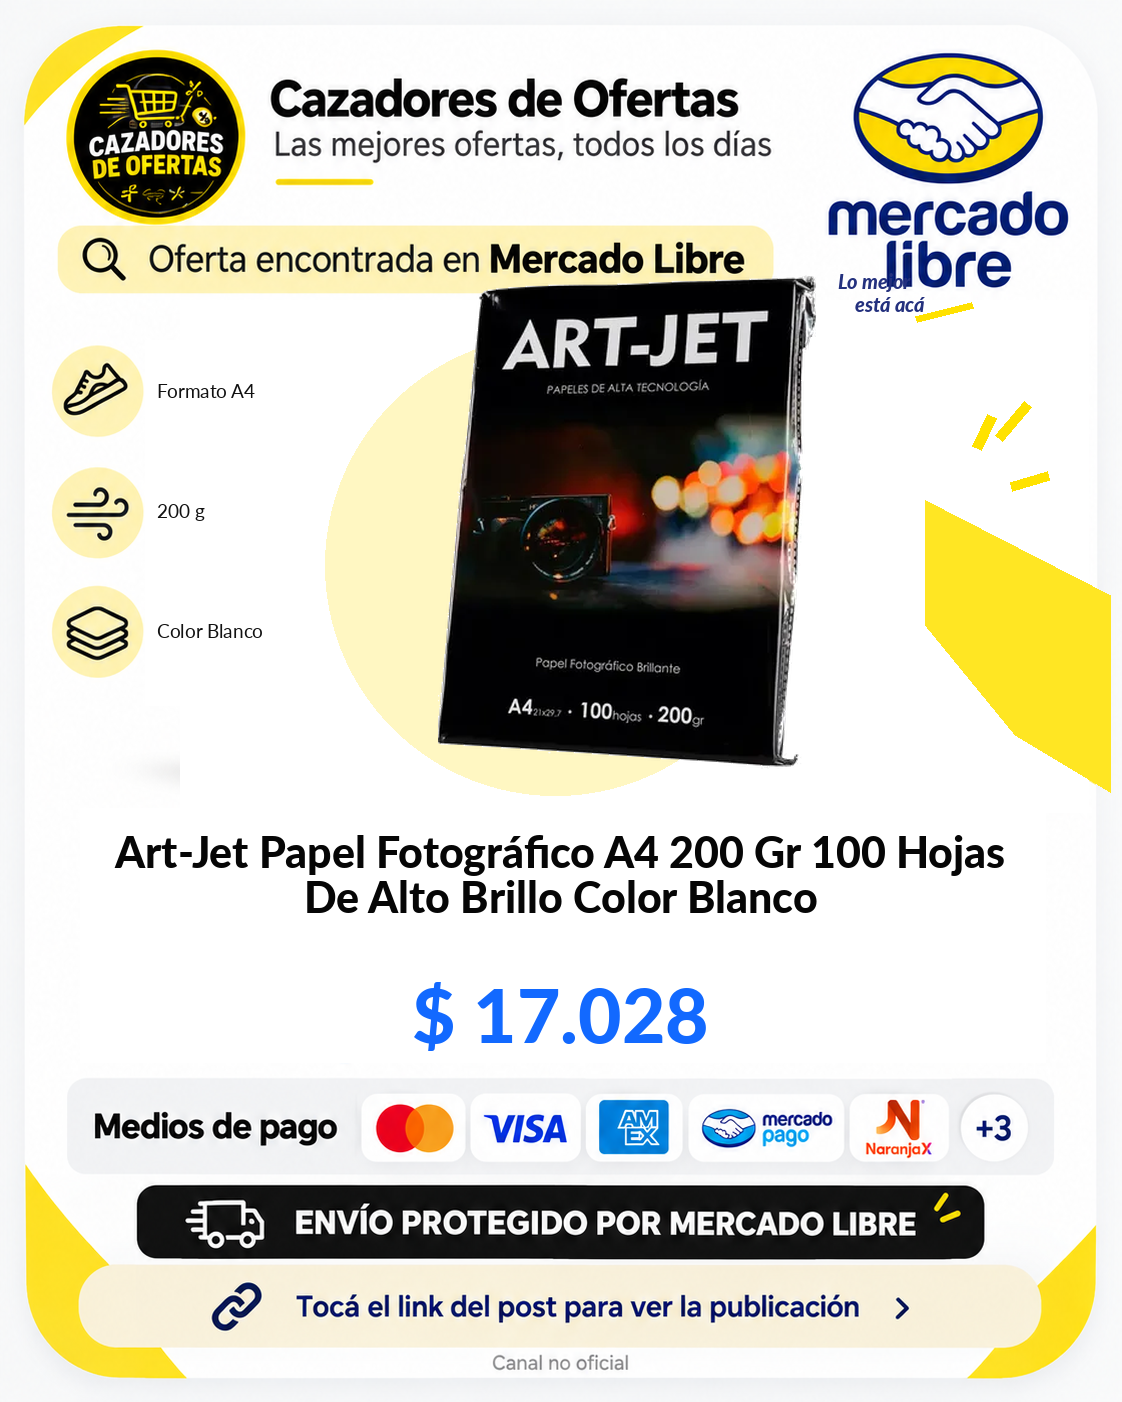 CAZADORES
DE OFERTAS
Cazadores de Ofertas
Las mejores ofertas, todos los días
mercado
libre
Lo mejor
está acá
Oferta encontrada en Mercado Libre
ART-JET
PAPELES DE ALTA TECNOLOGÍA
Papel Fotográfico Brillante
A4 21x29,7 · 100hojas · 200gr
Formato A4
200 g
Color Blanco
Art-Jet Papel Fotográfico A4 200 Gr 100 Hojas
De Alto Brillo Color Blanco
$ 17.028
Medios de pago
VISA
AM
EX
mercado
pago
NaranjaX
+3
ENVÍO PROTEGIDO POR MERCADO LIBRE
Tocá el link del post para ver la publicación
Canal no oficial